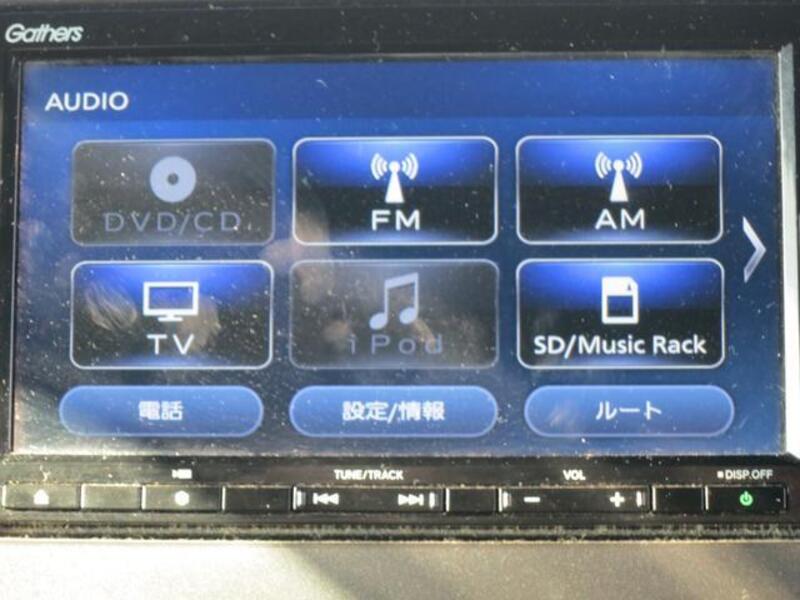 Gathers
AUDIO
DVD/CD FM AM
TV iPod SD/Music Rack
電話 設定/情報 ルート
TUNE/TRACK VOL DISP.OFF